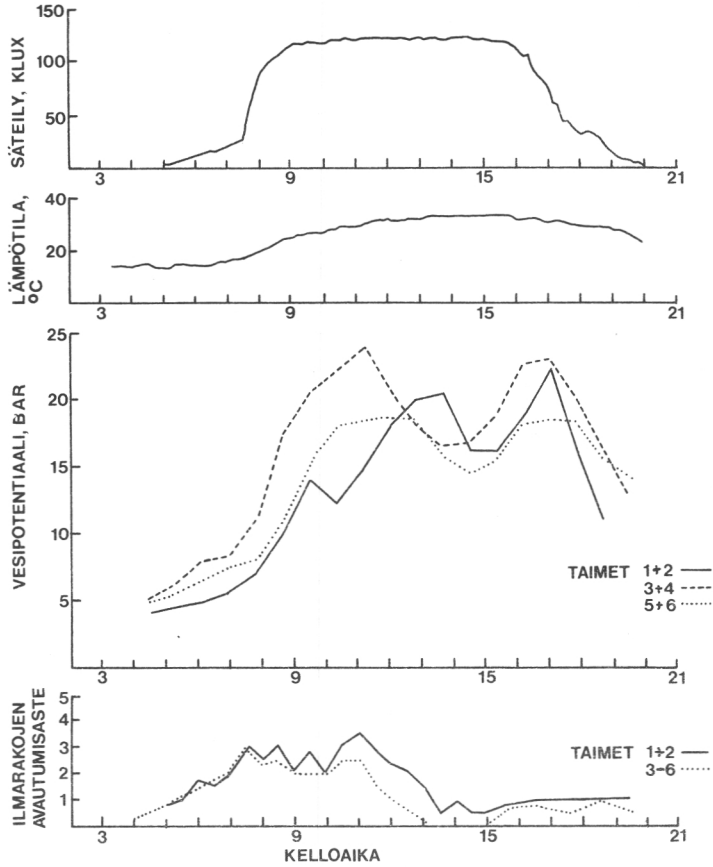 150
100
50
SÄTEILY, KLUX
3 9 15 21
40
20
LÄMPÖTILA, °C
3 9 15 21
25
20
15
10
5
VESIPOTENTIAALI, BAR
TAIMET 1+2
3+4
5+6
3 9 15 21
5
4
3
2
1
ILMARAKOJEN
AVAUTUMISASTE
TAIMET 1+2
3-6
3 9 15 21
KELLOAIKA